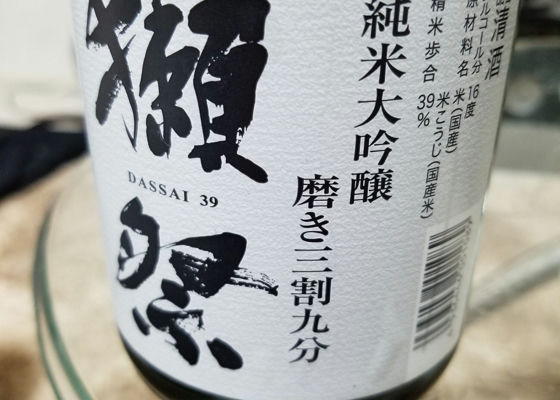 清酒
原材料名 米(国産) 米こうじ(国産米)
アルコール分 16度
精米歩合 39%
純米大吟醸
磨き三割九分
獺祭
DASSAI 39